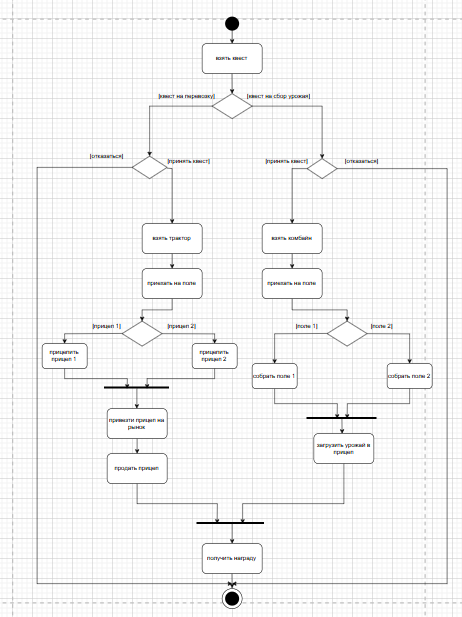 взять квест
[квест на перевозку]
[квест на сбор урожая]
[отказаться]
[принять квест]
[принять квест]
[отказаться]
взять трактор
взять комбайн
приехать на поле
приехать на поле
[прицеп 1]
[прицеп 2]
[поле 1]
[поле 2]
прицепить
прицеп 1
прицепить
прицеп 2
собрать поле 1
собрать поле 2
привезти прицеп на
рынок
загрузить урожай в
прицеп
продать прицеп
получить награду